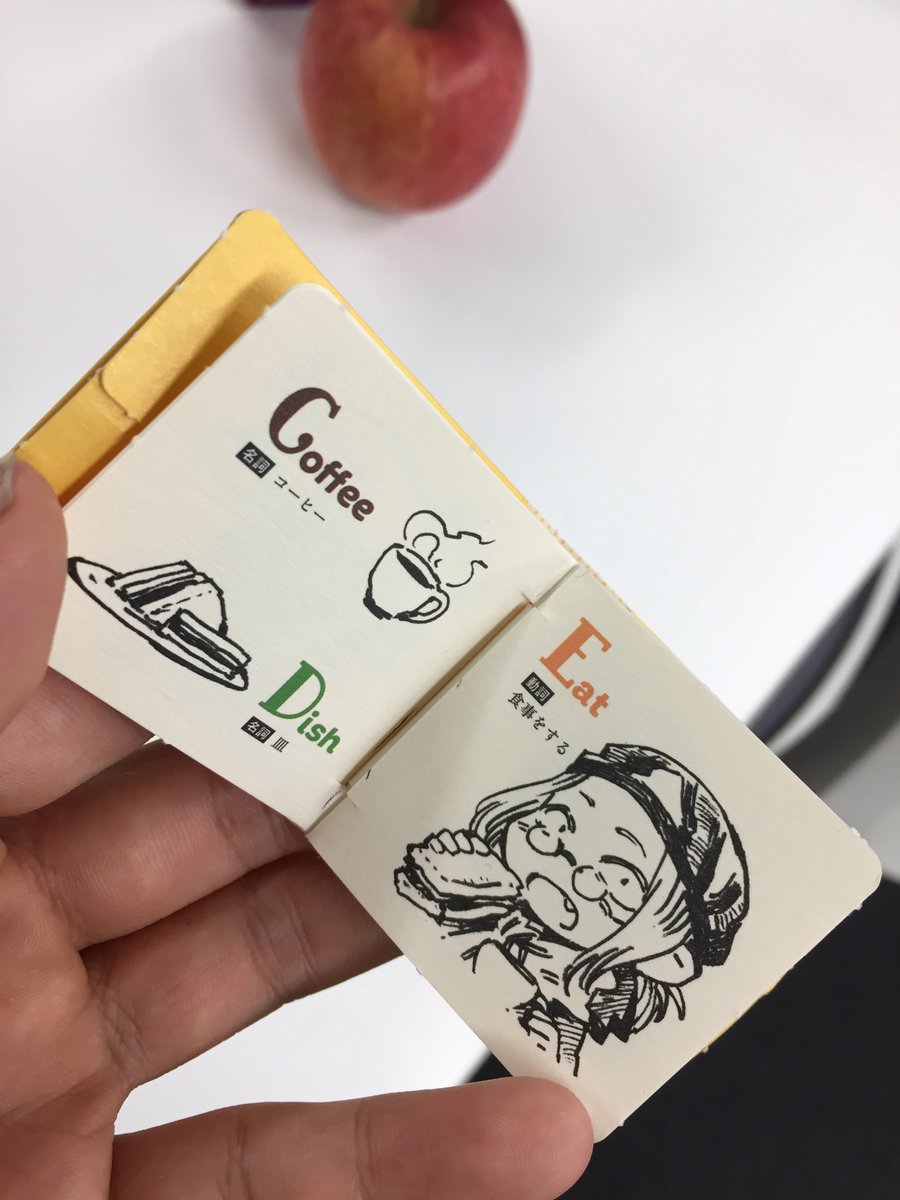 Coffee
名詞 コーヒー
Dish
名詞 皿
Eat
動詞 食事をする